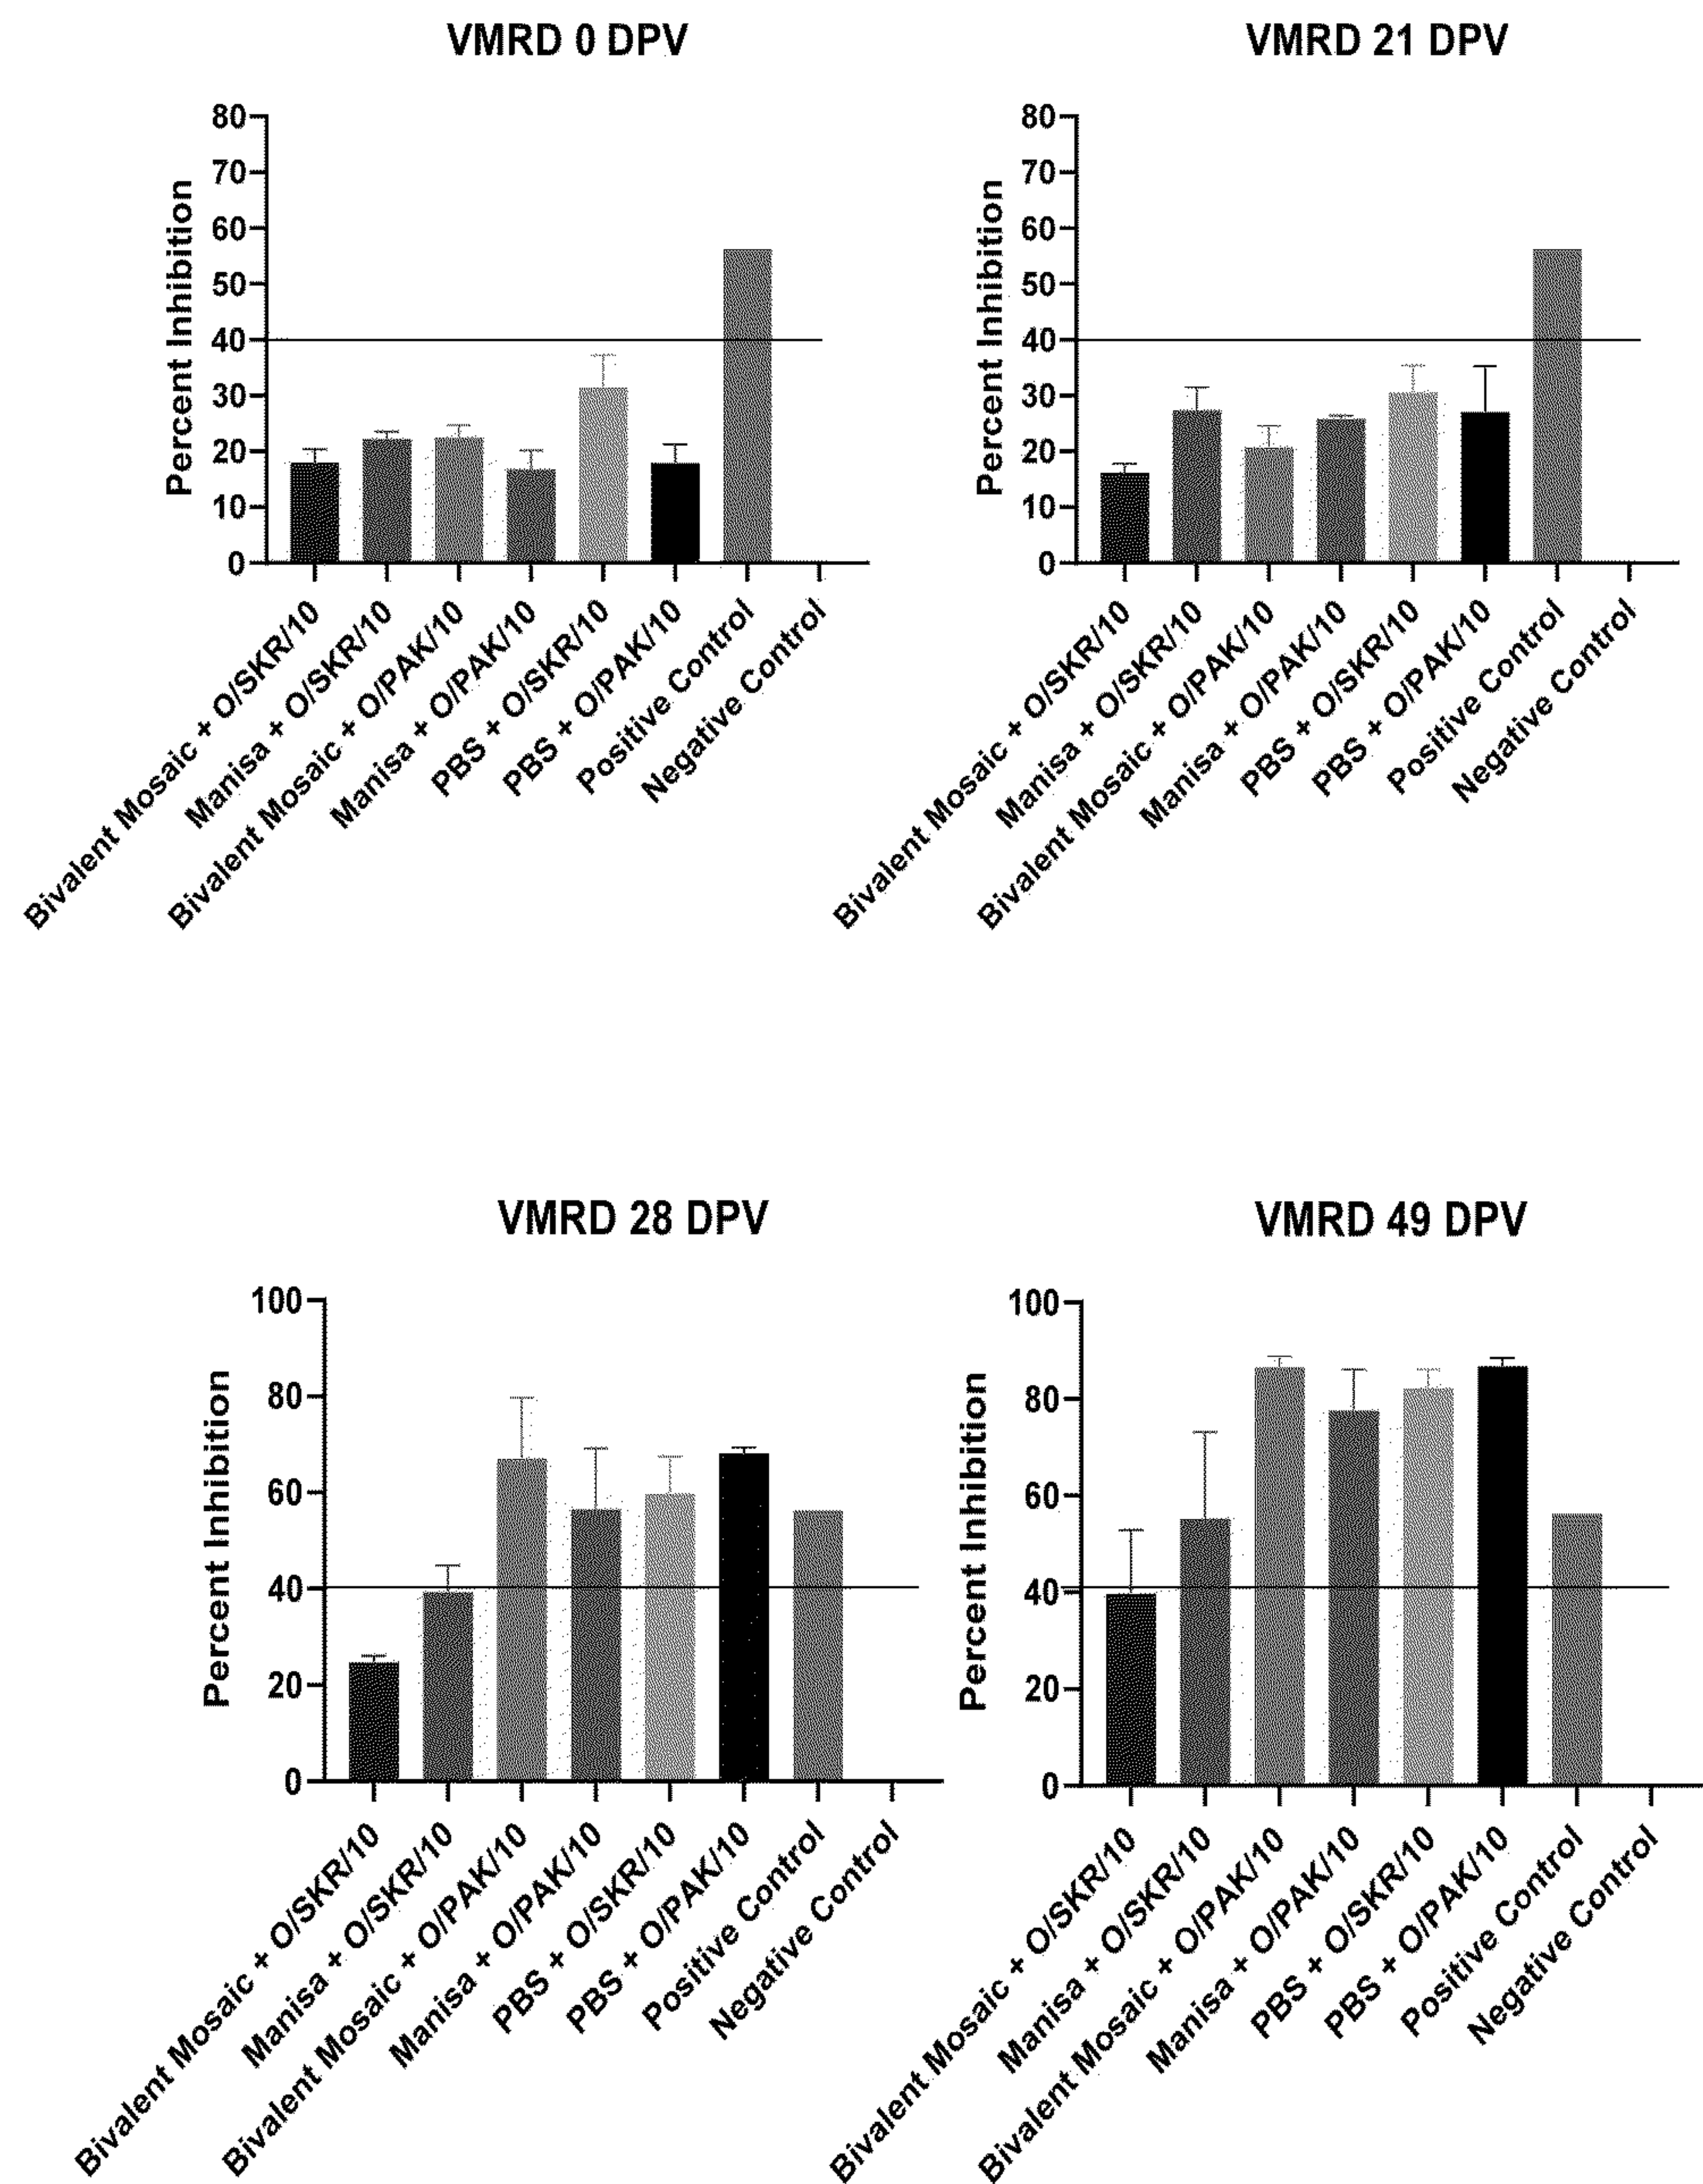 VMRD 0 DPV
Percent Inhibition
80
70
60
50
40
30
20
10
0
Bivalent Mosaic + O/SKR/10
Manisa + O/SKR/10
Bivalent Mosaic + O/PAK/10
Manisa + O/PAK/10
PBS + O/SKR/10
PBS + O/PAK/10
Positive Control
Negative Control
VMRD 21 DPV
Percent Inhibition
80
70
60
50
40
30
20
10
0
Bivalent Mosaic + O/SKR/10
Manisa + O/SKR/10
Bivalent Mosaic + O/PAK/10
Manisa + O/PAK/10
PBS + O/SKR/10
PBS + O/PAK/10
Positive Control
Negative Control
VMRD 28 DPV
Percent Inhibition
100
80
60
40
20
0
Bivalent Mosaic + O/SKR/10
Manisa + O/SKR/10
Bivalent Mosaic + O/PAK/10
Manisa + O/PAK/10
PBS + O/SKR/10
PBS + O/PAK/10
Positive Control
Negative Control
VMRD 49 DPV
Percent Inhibition
100
80
60
40
20
0
Bivalent Mosaic + O/SKR/10
Manisa + O/SKR/10
Bivalent Mosaic + O/PAK/10
Manisa + O/PAK/10
PBS + O/SKR/10
PBS + O/PAK/10
Positive Control
Negative Control